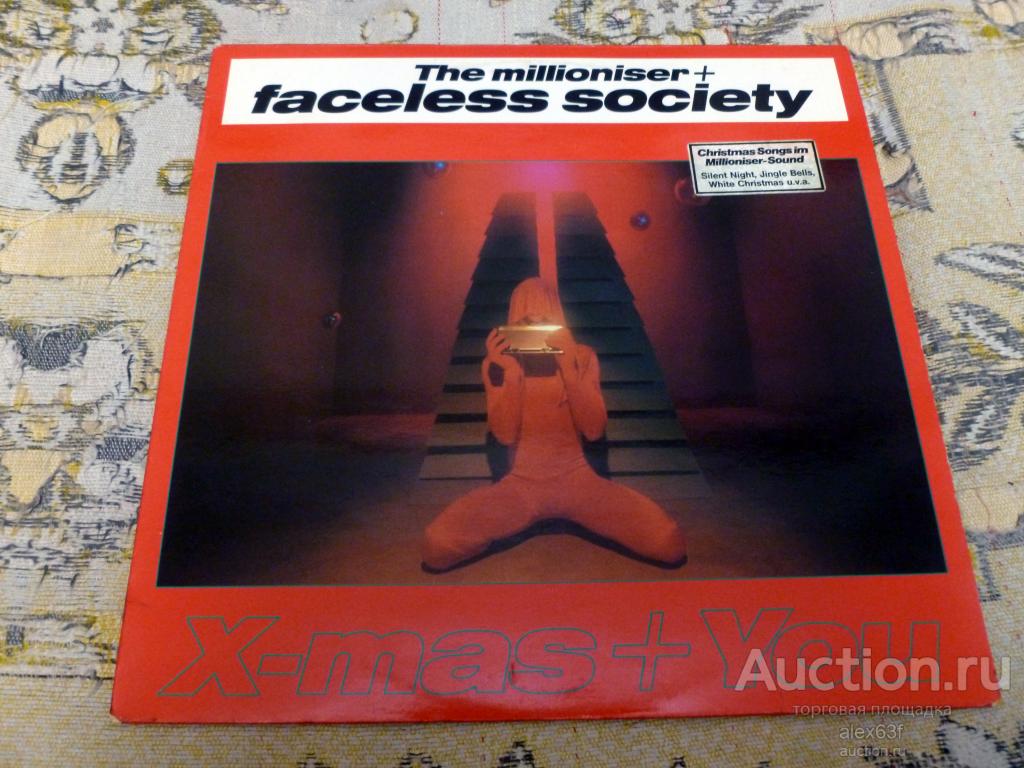 The millioniser +
faceless society
Christmas Songs im
Millioniser-Sound
Silent Night, Jingle Bells,
White Christmas u.v.a.
X-mas + You
Auction.ru
торговая площадка
alex63f
auction.ru